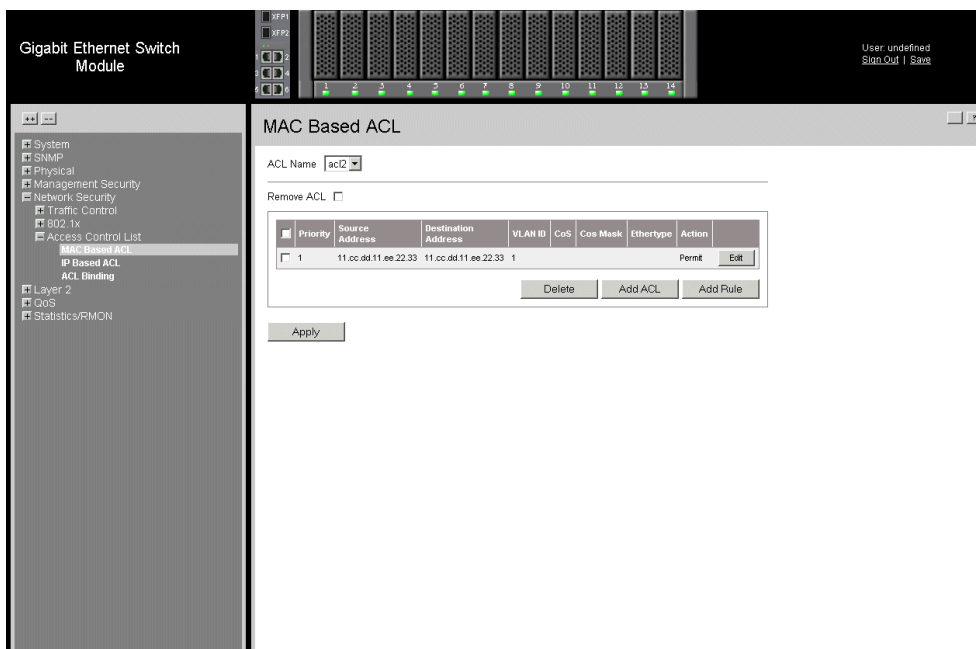 Gigabit Ethernet Switch
Module
XFP1
XFP2
1 2
3 4
5 6
1 2 3 4 5 6 7 8 9 10 11 12 13 14
User: undefined
Sign Out | Save
++ --
System
SNMP
Physical
Management Security
Network Security
Traffic Control
802.1x
Access Control List
MAC Based ACL
IP Based ACL
ACL Binding
Layer 2
QoS
Statistics/RMON
MAC Based ACL
ACL Name acl2
Remove ACL
Priority Source Address Destination Address VLAN ID CoS Cos Mask Ethertype Action
1 11.cc.dd.11.ee.22.33 11.cc.dd.11.ee.22.33 1 Permit Edit
Delete Add ACL Add Rule
Apply